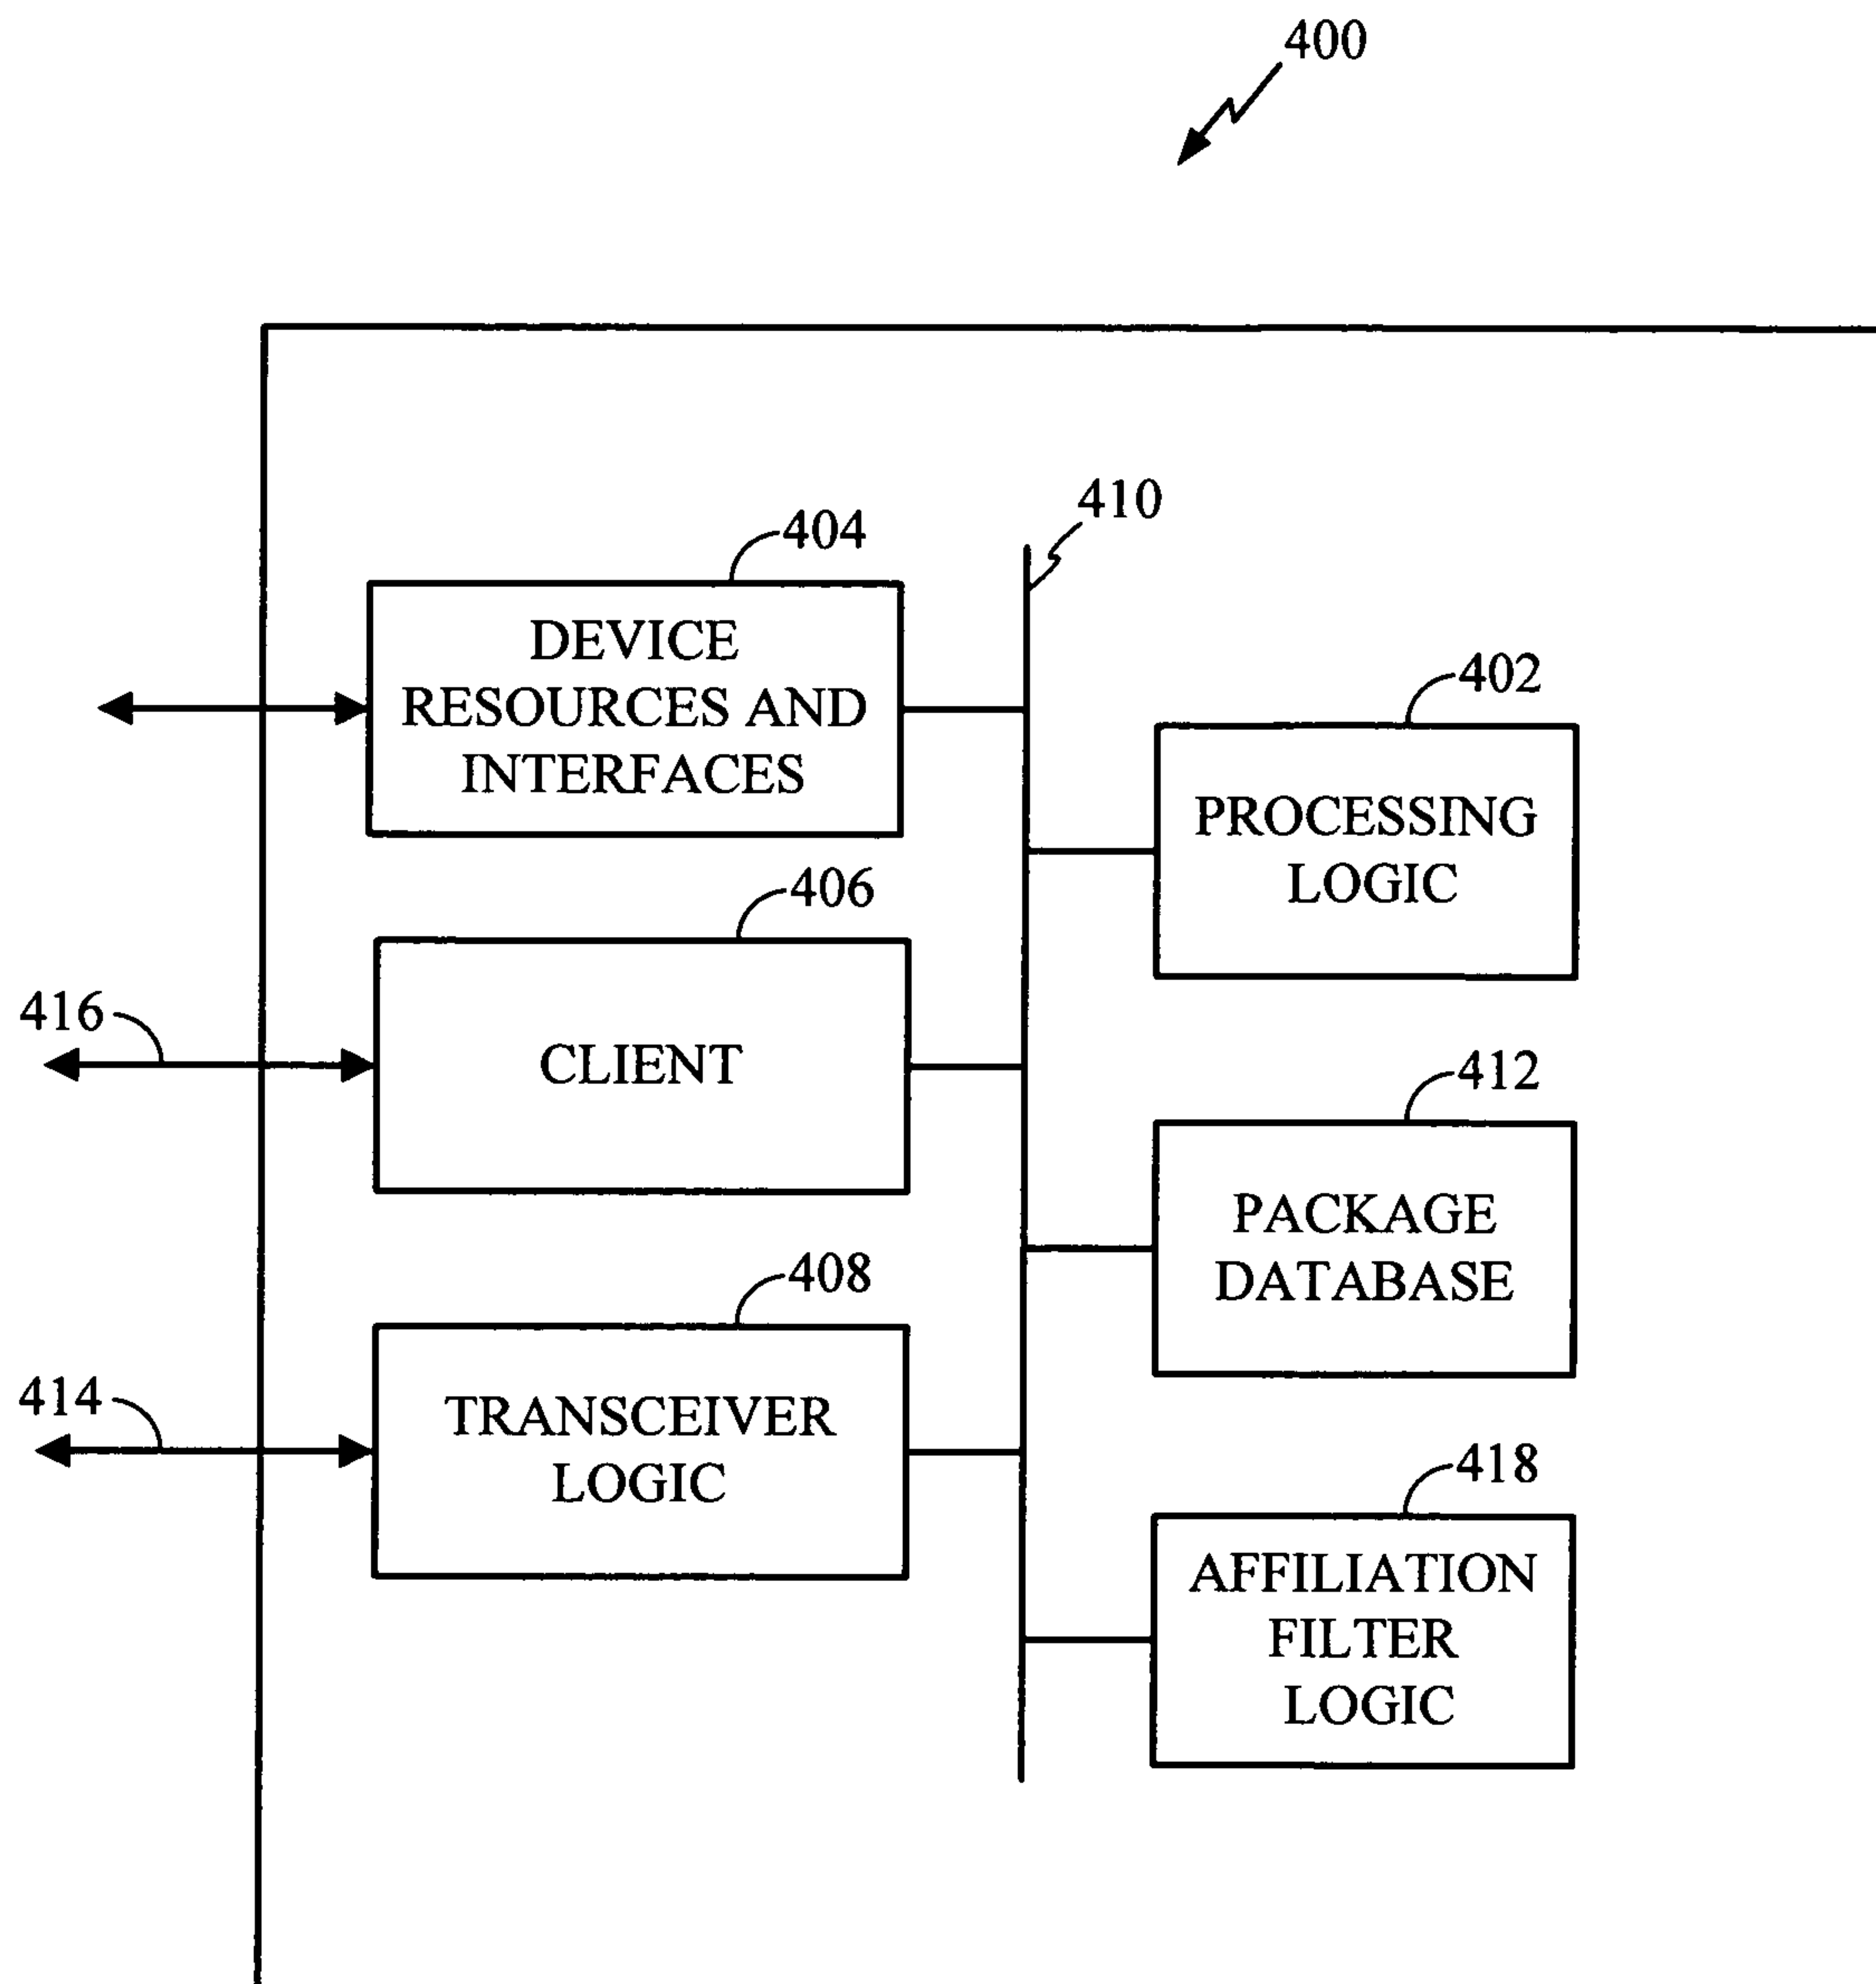 400
410
404
DEVICE
RESOURCES AND
INTERFACES
402
PROCESSING
LOGIC
406
CLIENT
416
412
PACKAGE
DATABASE
408
TRANSCEIVER
LOGIC
414
418
AFFILIATION
FILTER
LOGIC